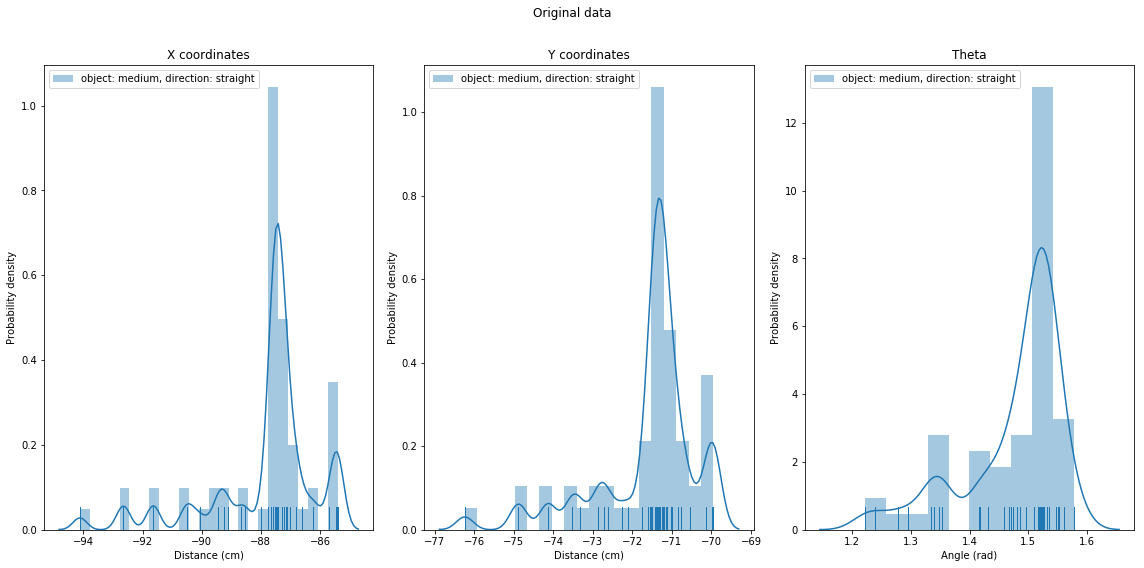 Original data
X coordinates
object: medium, direction: straight
Probability density
1.0
0.8
0.6
0.4
0.2
0.0
−94 −92 −90 −88 −86
Distance (cm)
Y coordinates
object: medium, direction: straight
Probability density
1.0
0.8
0.6
0.4
0.2
0.0
−77 −76 −75 −74 −73 −72 −71 −70 −69
Distance (cm)
Theta
object: medium, direction: straight
Probability density
12
10
8
6
4
2
0
1.2 1.3 1.4 1.5 1.6
Angle (rad)